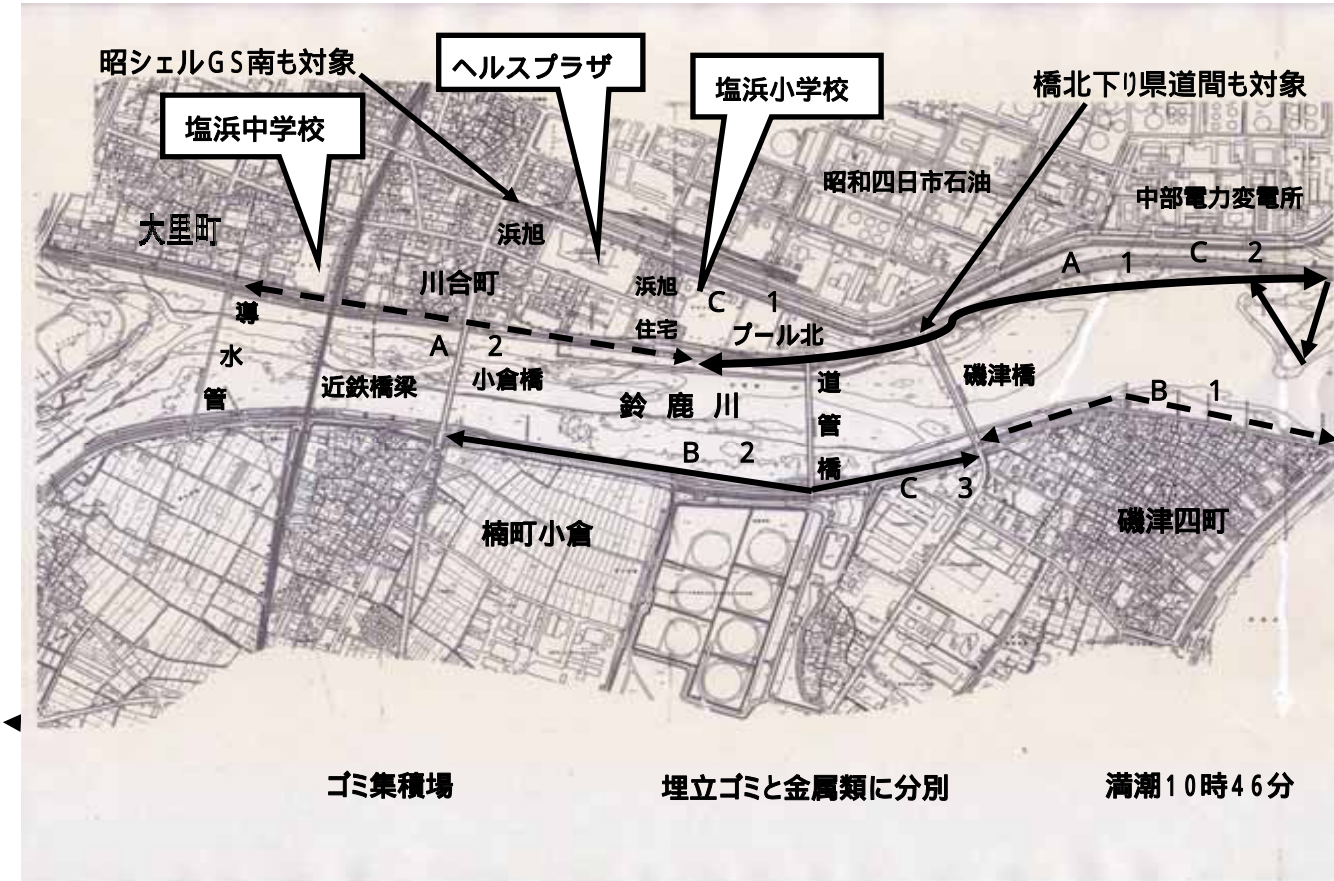 昭シェルGS南も対象
ヘルスプラザ
塩浜小学校
橋北下り県道間も対象
塩浜中学校
昭和四日市石油
中部電力変電所
大里町
浜旭
川合町
浜旭
住宅
C 1
A 1
C 2
プール北
導
水
管
A 2
近鉄橋梁
小倉橋
鈴鹿川
道
管
橋
磯津橋
B 1
B 2
C 3
楠町小倉
磯津四町
ゴミ集積場
埋立ゴミと金属類に分別
満潮10時46分